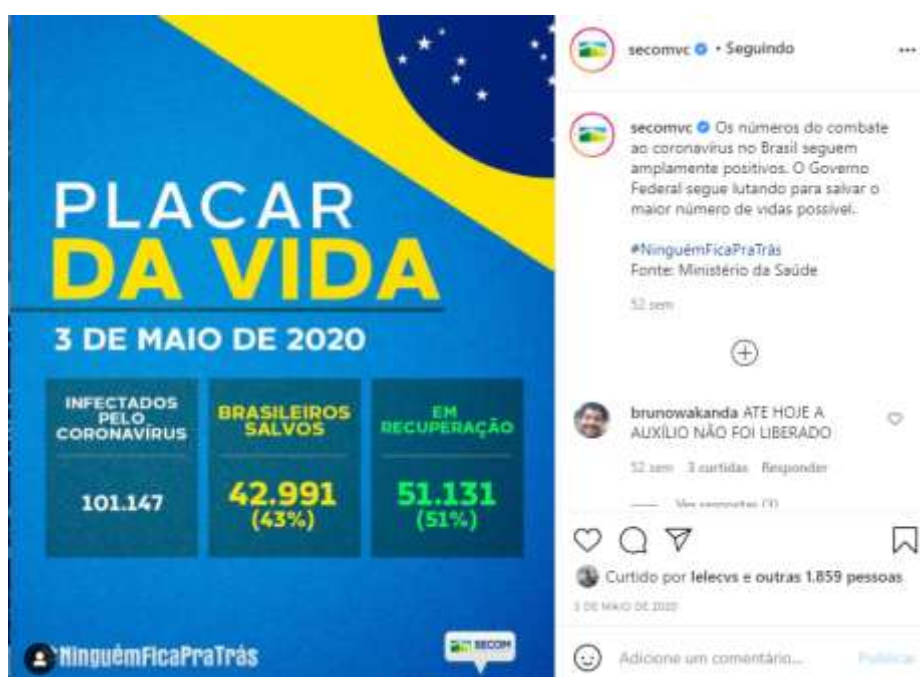 PLACAR
DA VIDA
3 DE MAIO DE 2020
INFECTADOS
PELO
CORONAVÍRUS
101.147
BRASILEIROS
SALVOS
42.991
(43%)
EM
RECUPERAÇÃO
51.131
(51%)
#NinguémFicaPraTrás
SECOM
secomvc • Seguindo
secomvc Os números do combate
ao coronavírus no Brasil seguem
amplamente positivos. O Governo
Federal segue lutando para salvar o
maior número de vidas possível.
#NinguémFicaPraTrás
Fonte: Ministério da Saúde
52 sem
brunowakanda ATE HOJE A
AUXÍLIO NÃO FOI LIBERADO
52 sem 3 curtidas Responder
Ver respostas (3)
Curtido por lelecvs e outras 1.859 pessoas
3 DE MAIO DE 2020
Adicione um comentário... Publicar